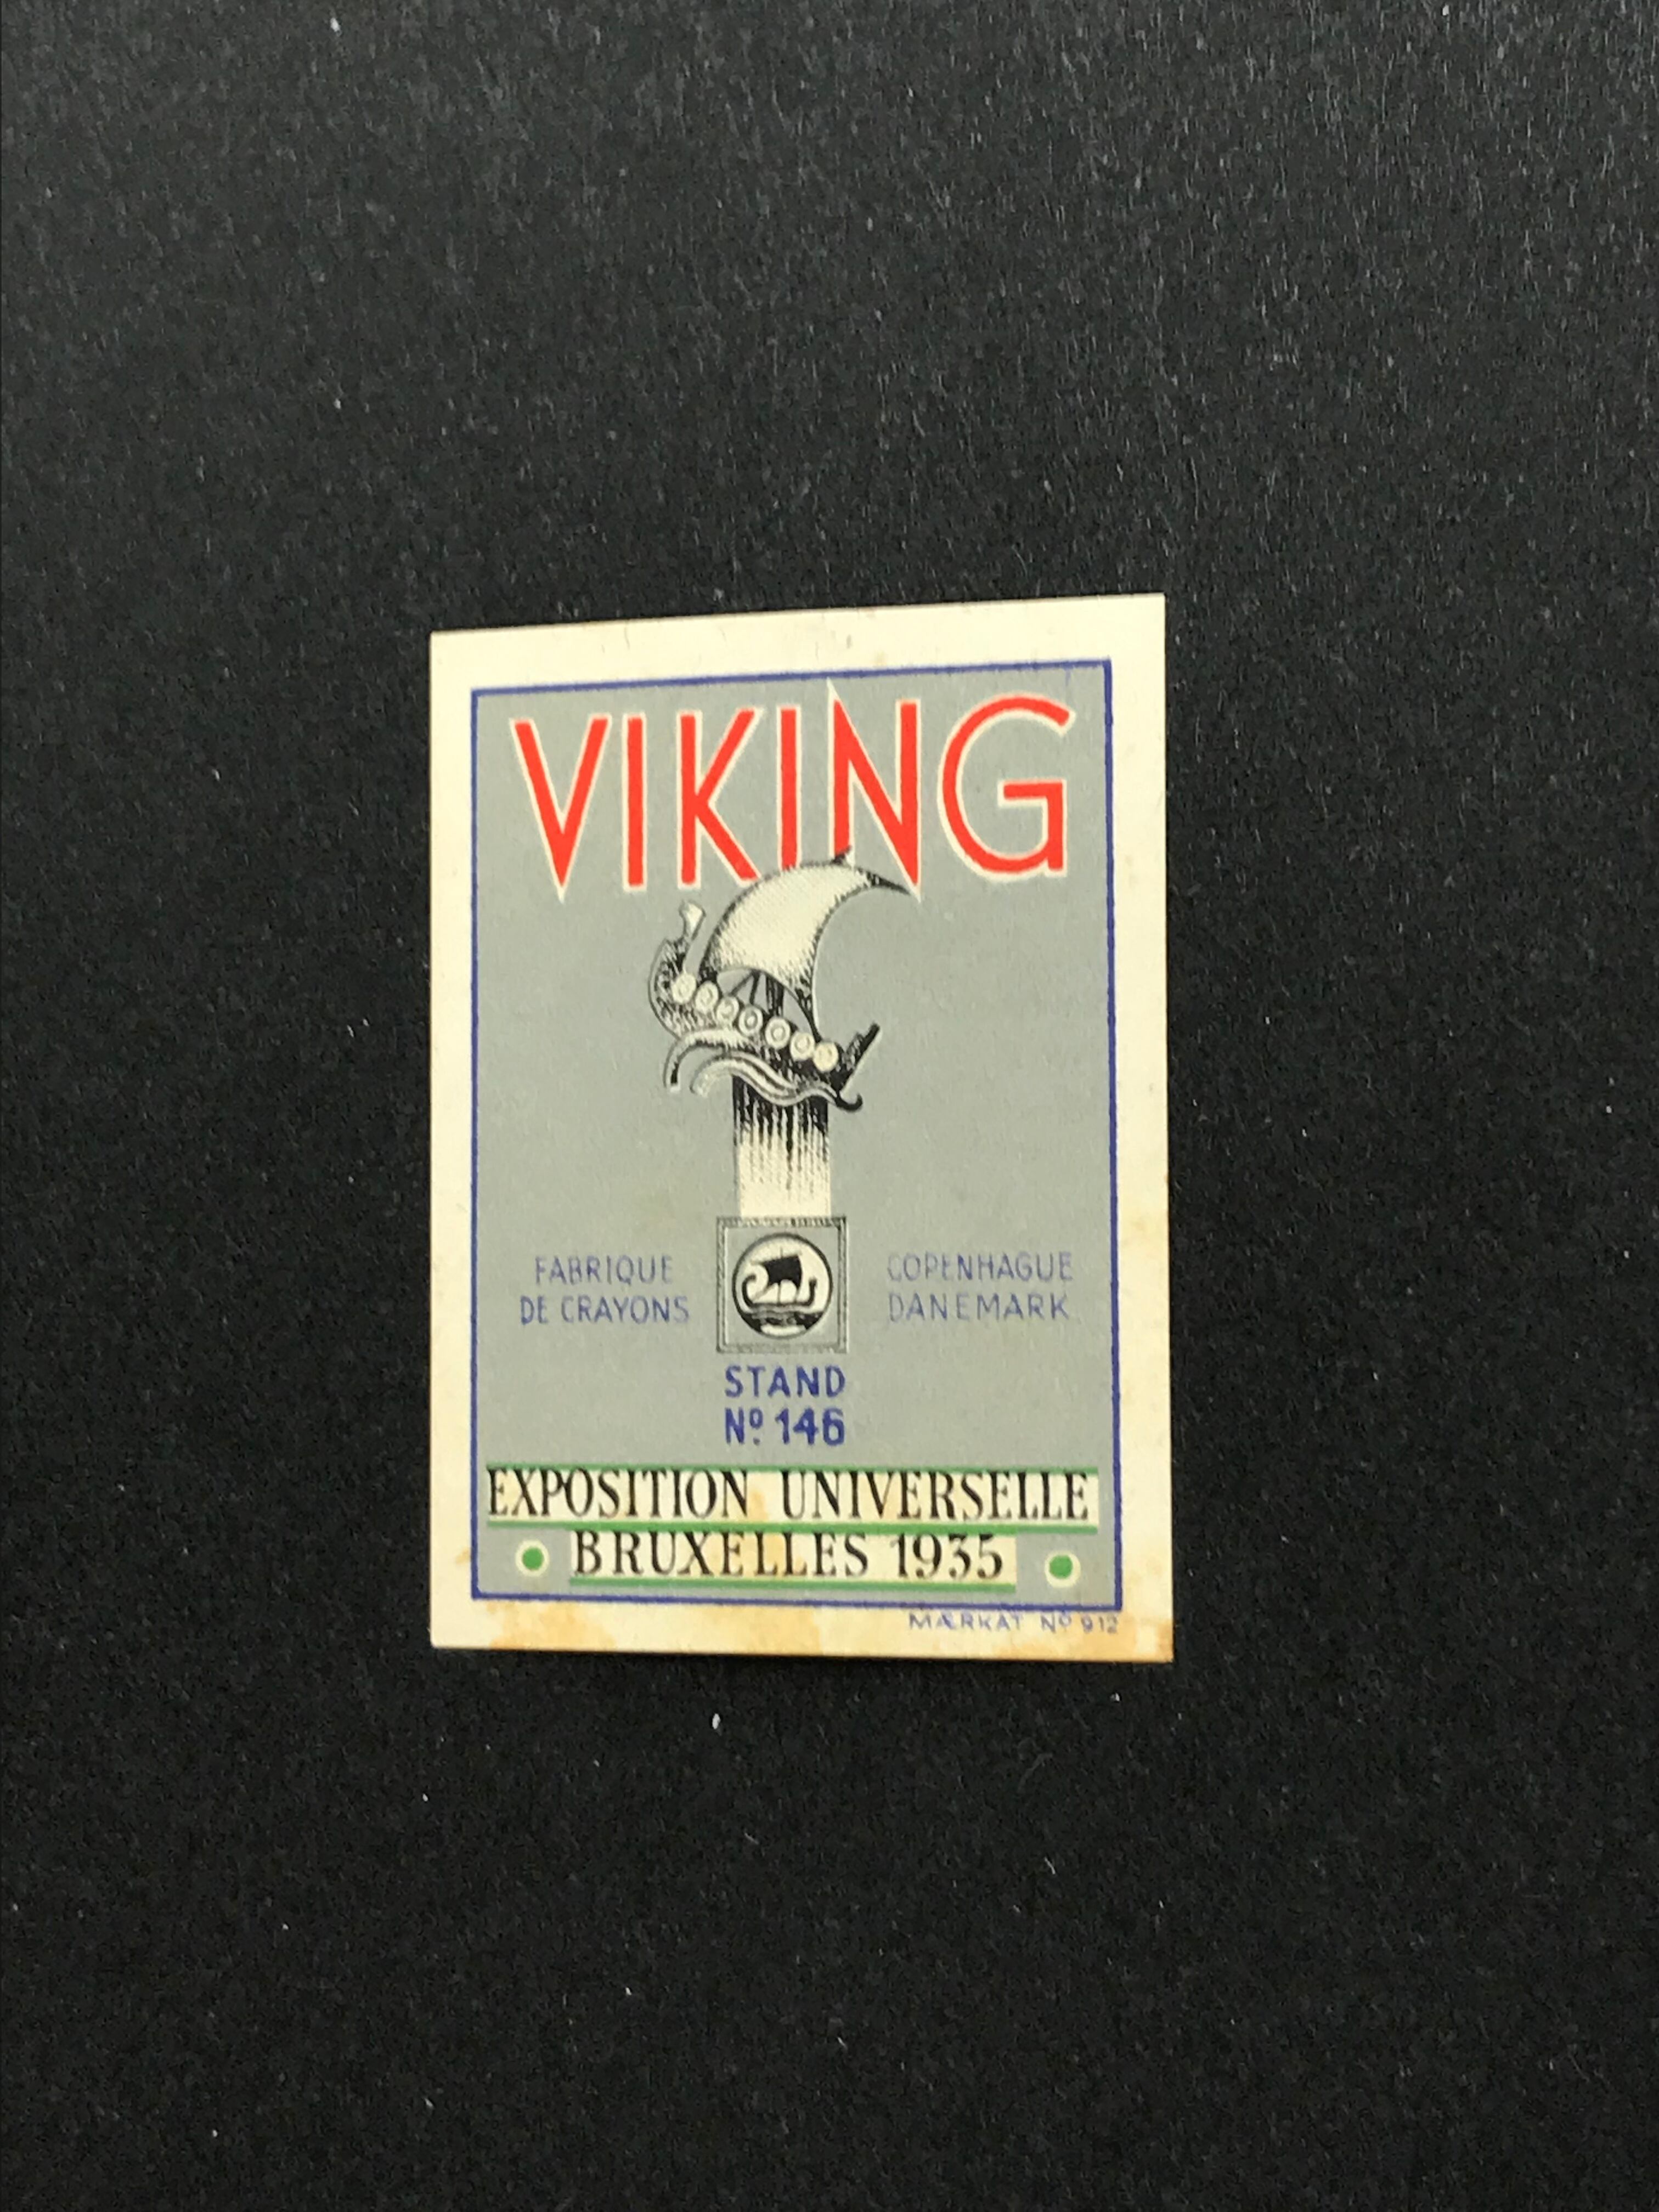 VIKING
FABRIQUE
DE CRAYONS
COPENHAGUE
DANEMARK
STAND
Nº 146
EXPOSITION UNIVERSELLE
BRUXELLES 1935
MÆRKAT Nº 912